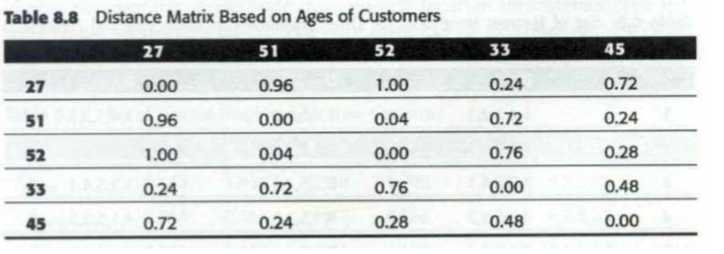 Table 8.8 Distance Matrix Based on Ages of Customers
27 51 52 33 45
27 0.00 0.96 1.00 0.24 0.72
51 0.96 0.00 0.04 0.72 0.24
52 1.00 0.04 0.00 0.76 0.28
33 0.24 0.72 0.76 0.00 0.48
45 0.72 0.24 0.28 0.48 0.00